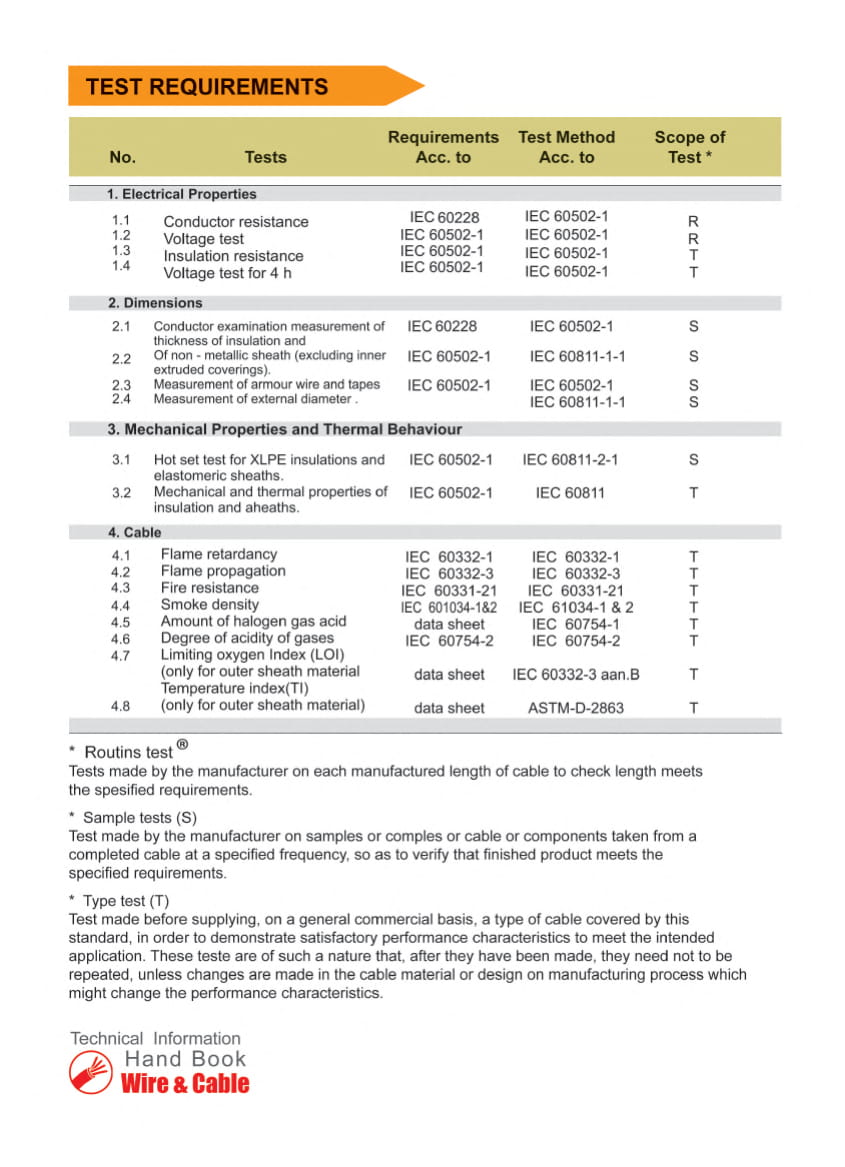 TEST REQUIREMENTS
No. Tests Requirements Acc. to Test Method Acc. to Scope of Test *
1. Electrical Properties
1.1 Conductor resistance IEC 60228 IEC 60502-1 R
1.2 Voltage test IEC 60502-1 IEC 60502-1 R
1.3 Insulation resistance IEC 60502-1 IEC 60502-1 T
1.4 Voltage test for 4 h IEC 60502-1 IEC 60502-1 T
2. Dimensions
2.1 Conductor examination measurement of IEC 60228 IEC 60502-1 S
thickness of insulation and
2.2 Of non - metallic sheath (excluding inner IEC 60502-1 IEC 60811-1-1 S
extruded coverings).
2.3 Measurement of armour wire and tapes IEC 60502-1 IEC 60502-1 S
2.4 Measurement of external diameter . IEC 60811-1-1 S
3. Mechanical Properties and Thermal Behaviour
3.1 Hot set test for XLPE insulations and IEC 60502-1 IEC 60811-2-1 S
elastomeric sheaths.
3.2 Mechanical and thermal properties of IEC 60502-1 IEC 60811 T
insulation and aheaths.
4. Cable
4.1 Flame retardancy IEC 60332-1 IEC 60332-1 T
4.2 Flame propagation IEC 60332-3 IEC 60332-3 T
4.3 Fire resistance IEC 60331-21 IEC 60331-21 T
4.4 Smoke density IEC 601034-1&2 IEC 61034-1 & 2 T
4.5 Amount of halogen gas acid data sheet IEC 60754-1 T
4.6 Degree of acidity of gases IEC 60754-2 IEC 60754-2 T
4.7 Limiting oxygen Index (LOI)
(only for outer sheath material data sheet IEC 60332-3 aan.B T
Temperature index(TI)
4.8 (only for outer sheath material) data sheet ASTM-D-2863 T
* Routins test ®
Tests made by the manufacturer on each manufactured length of cable to check length meets
the spesified requirements.
* Sample tests (S)
Test made by the manufacturer on samples or comples or cable or components taken from a
completed cable at a specified frequency, so as to verify that finished product meets the
specified requirements.
* Type test (T)
Test made before supplying, on a general commercial basis, a type of cable covered by this
standard, in order to demonstrate satisfactory performance characteristics to meet the intended
application. These teste are of such a nature that, after they have been made, they need not to be
repeated, unless changes are made in the cable material or design on manufacturing process which
might change the performance characteristics.
Technical Information
Hand Book
Wire & Cable